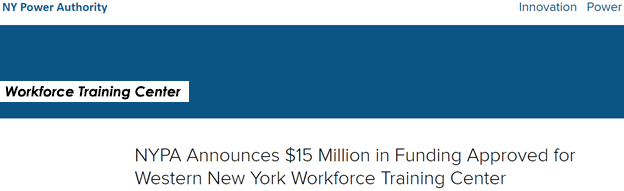 NY Power Authority Innovation Power
Workforce Training Center
NYPA Announces $15 Million in Funding Approved for
Western New York Workforce Training Center